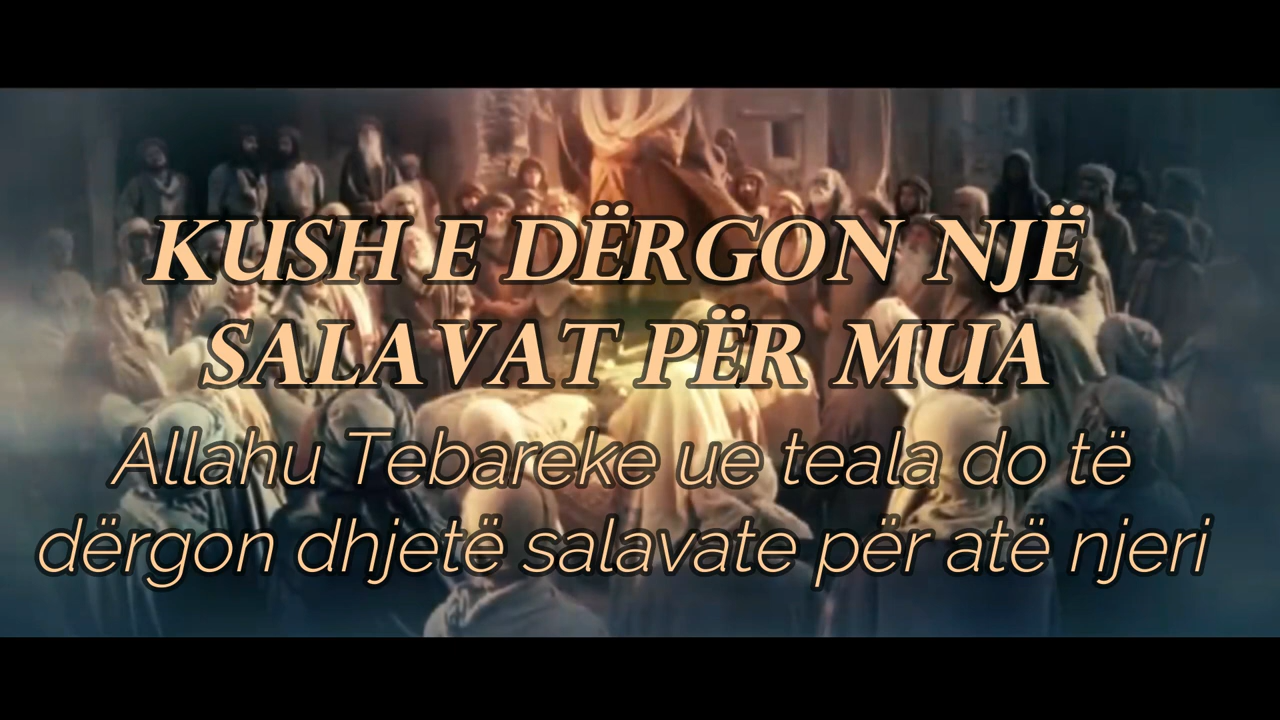 KUSH E DËRGON NJË
SALAVAT PËR MUA
Allahu Tebareke ue teala do të
dërgon dhjetë salavate për atë njeri